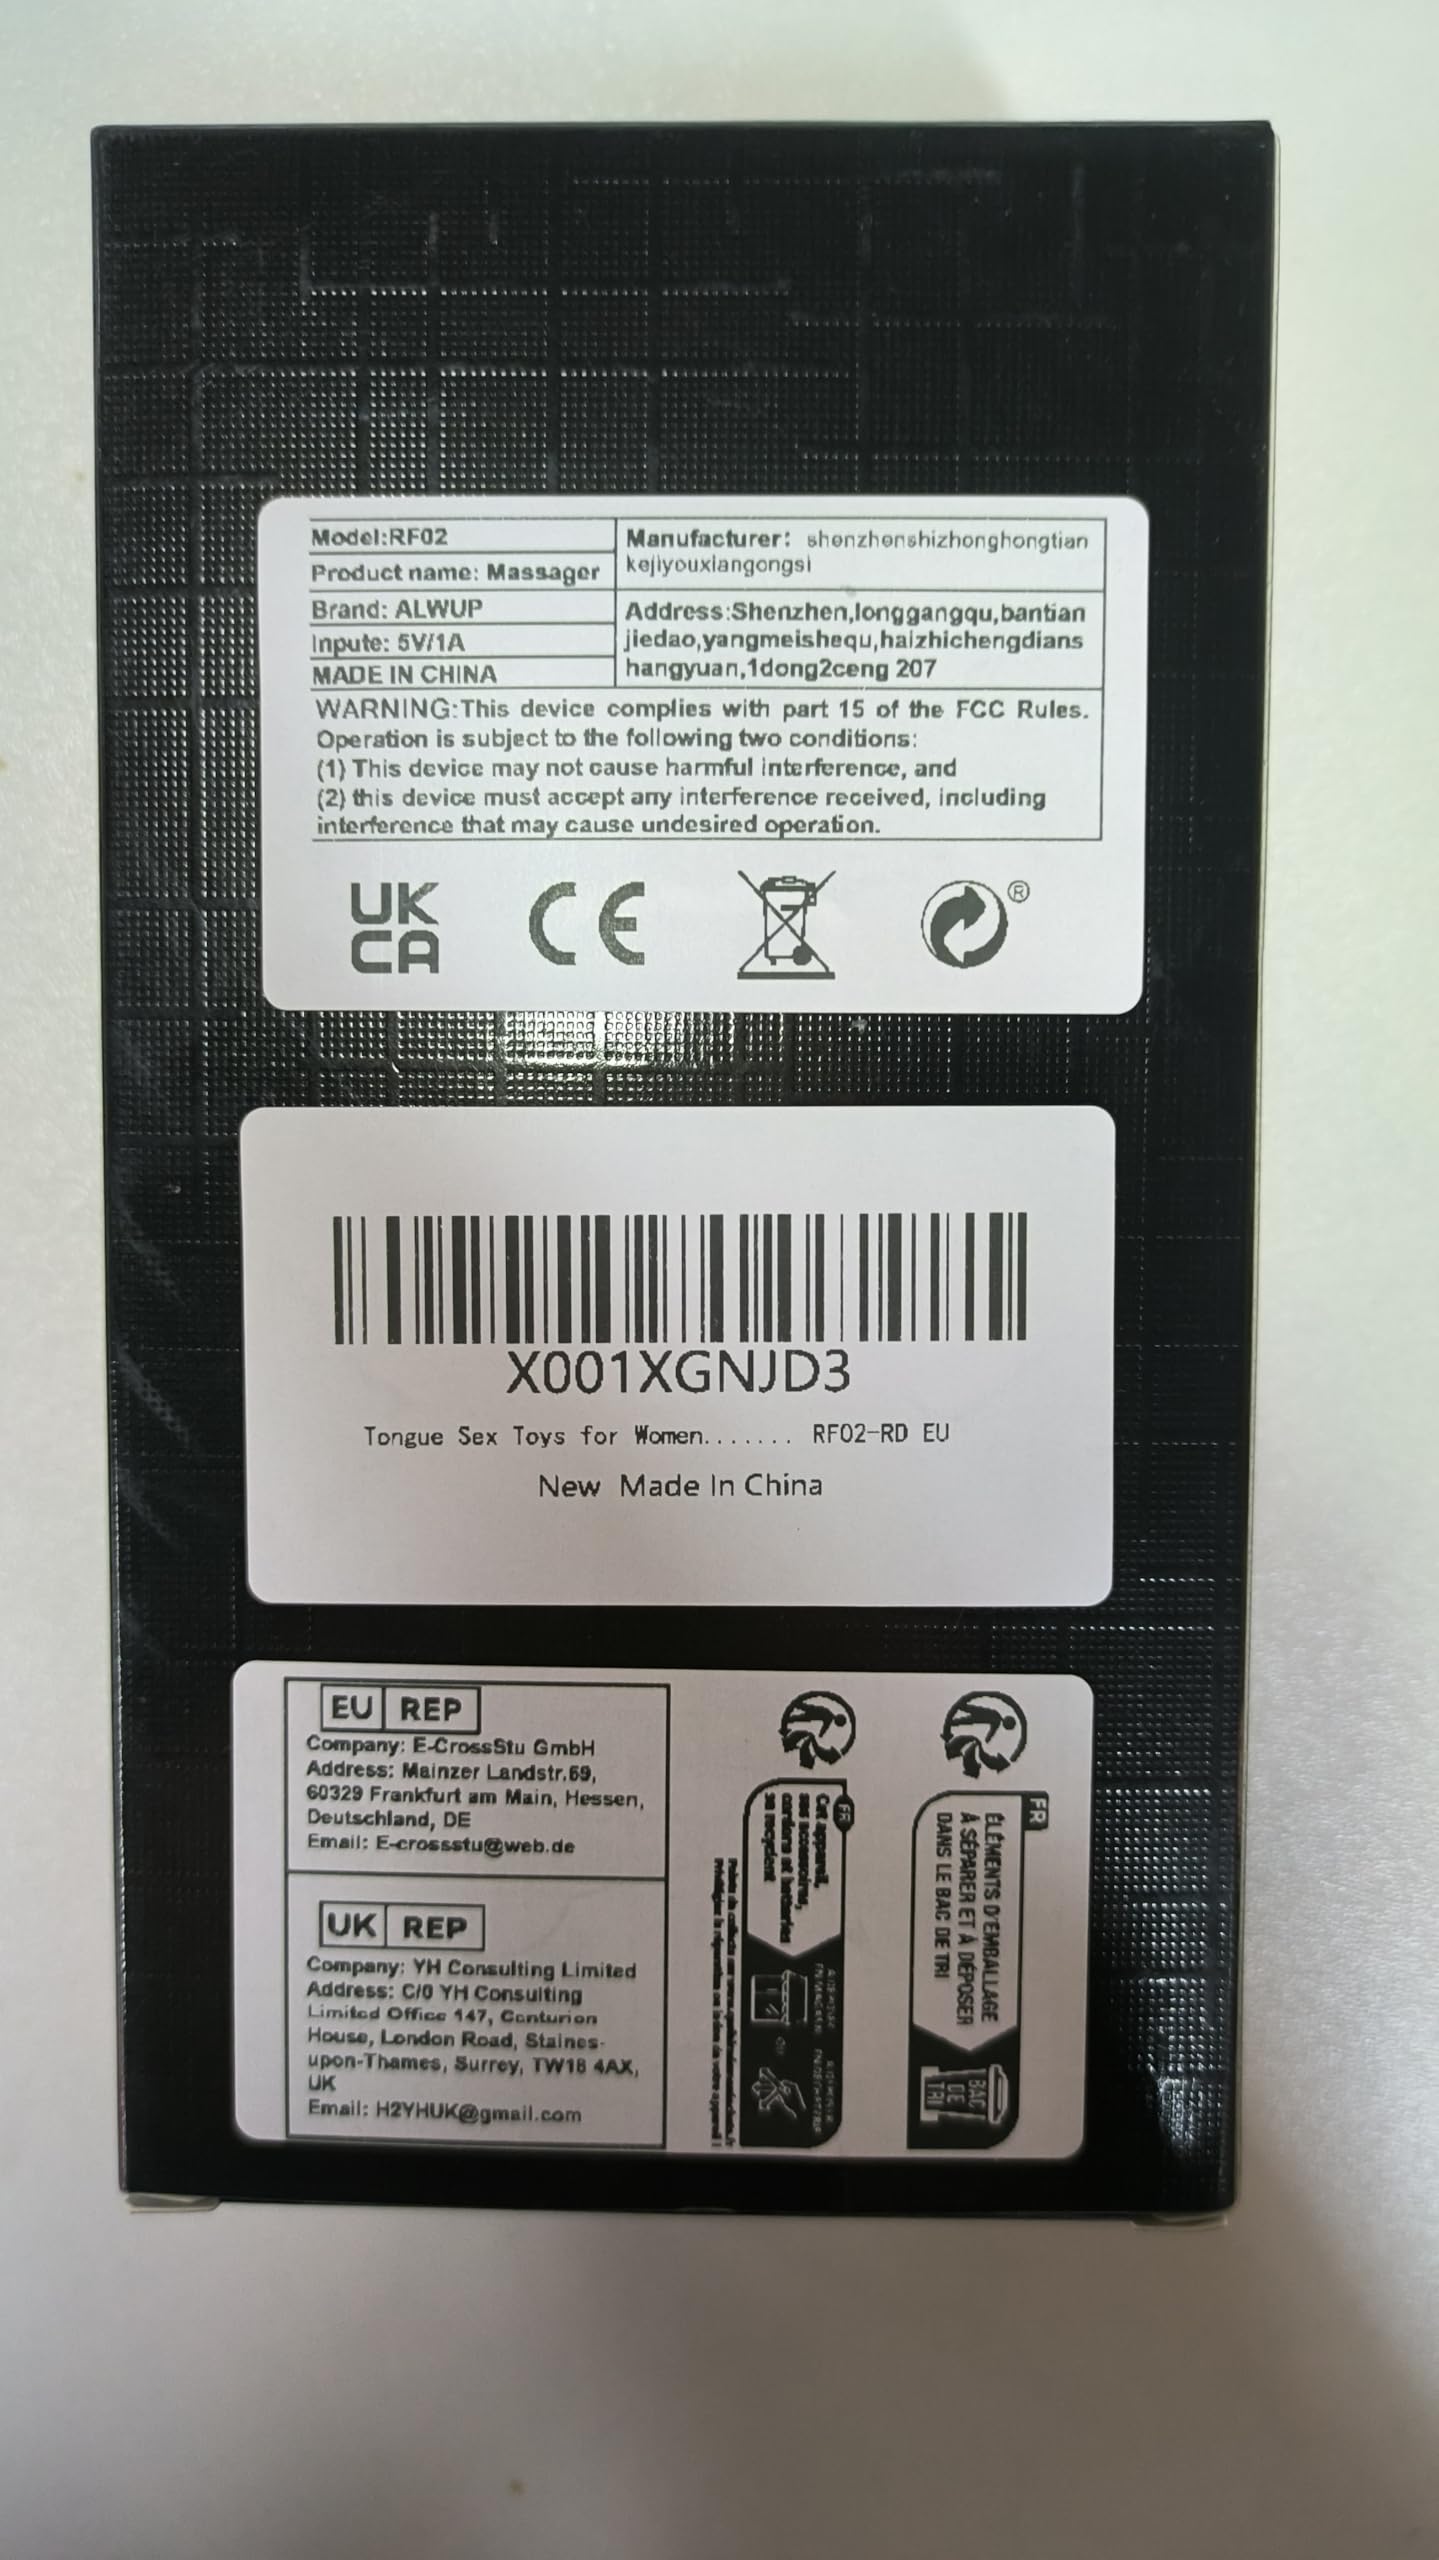 Model:RF02
Product name: Massager
Brand: ALWUP
Inpute: 5V/1A
MADE IN CHINA
Manufacturer: shenzhenshizhonghongtian
kejiyouxiangongsi
Address:Shenzhen,longgangqu,bantian
jiedao,yangmeishequ,haizhichengdians
hangyuan,1dong2ceng 207
WARNING:This device complies with part 15 of the FCC Rules.
Operation is subject to the following two conditions:
(1) This device may not cause harmful interference, and
(2) this device must accept any interference received, including
interference that may cause undesired operation.
UK
CA
CE
®
X001XGNJD3
Tongue Sex Toys for Women....... RF02-RD EU
New Made In China
EU REP
Company: E-CrossStu GmbH
Address: Mainzer Landstr.69,
60329 Frankfurt am Main, Hessen,
Deutschland, DE
Email: E-crossstu@web.de
UK REP
Company: YH Consulting Limited
Address: C/0 YH Consulting
Limited Office 147, Centurion
House, London Road, Staines-
upon-Thames, Surrey, TW18 4AX,
UK
Email: H2YHUK@gmail.com
FR
Cet appareil,
ses accessoires,
cordons et batteries
se recyclent
FR
ÉLÉMENTS D'EMBALLAGE
À SÉPARER ET À DÉPOSER
DANS LE BAC DE TRI
BAC
DE
TRI